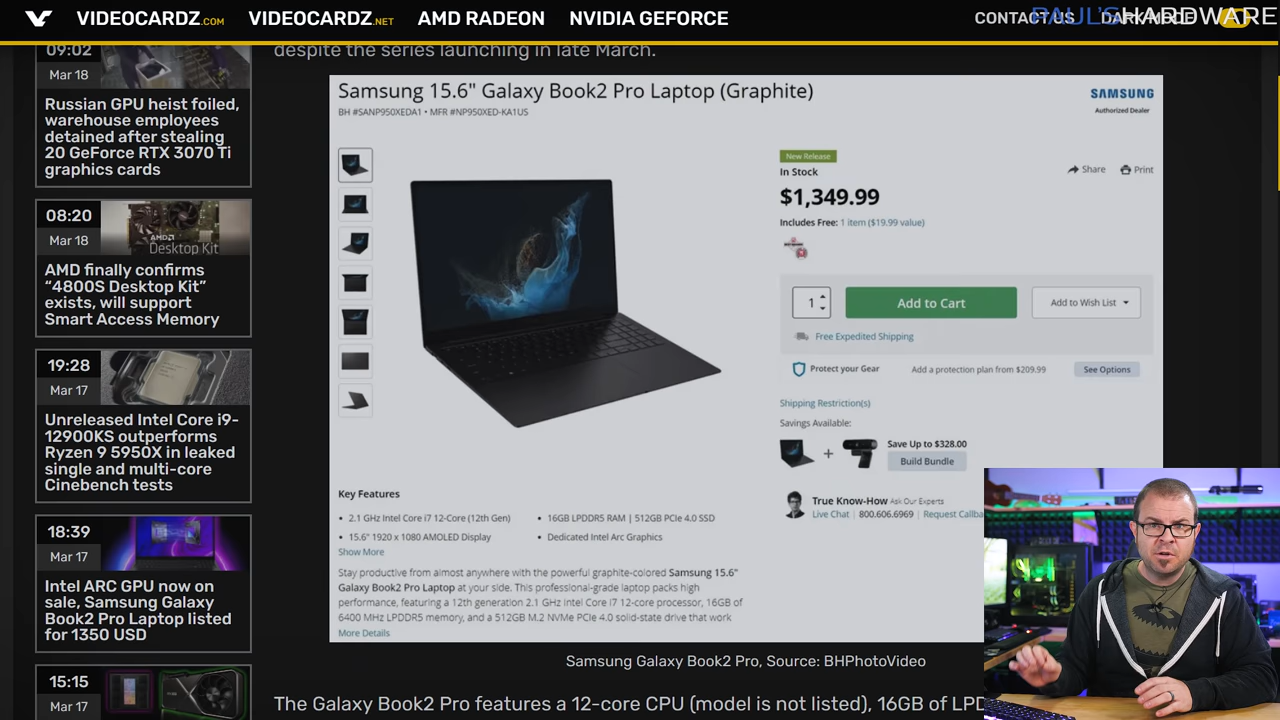 VIDEOCARDZ.COM
VIDEOCARDZ.NET
AMD RADEON
NVIDIA GEFORCE
CONTACT US
DARK MODE
PAUL'SHARDWARE
09:02
Mar 18
Russian GPU heist foiled,
warehouse employees
detained after stealing
20 GeForce RTX 3070 Ti
graphics cards
08:20
Mar 18
AMD
Desktop Kit
AMD finally confirms
“4800S Desktop Kit”
exists, will support
Smart Access Memory
19:28
Mar 17
Unreleased Intel Core i9-
12900KS outperforms
Ryzen 9 5950X in leaked
single and multi-core
Cinebench tests
18:39
Mar 17
Intel ARC GPU now on
sale, Samsung Galaxy
Book2 Pro Laptop listed
for 1350 USD
15:15
Mar 17
despite the series launching in late March.
Samsung 15.6" Galaxy Book2 Pro Laptop (Graphite)
BH #SANP950XEDA1 • MFR #NP950XED-KA1US
SAMSUNG
Authorized Dealer
New Release
In Stock
Share
Print
$1,349.99
Includes Free: 1 item ($19.99 value)
1
Add to Cart
Add to Wish List
Free Expedited Shipping
Protect your Gear
Add a protection plan from $209.99
See Options
Shipping Restriction(s)
Savings Available:
+
Save Up to $328.00
Build Bundle
True Know-How Ask Our Experts
Live Chat | 800.606.6969 | Request Callba
Key Features
• 2.1 GHz Intel Core i7 12-Core (12th Gen)
• 16GB LPDDR5 RAM | 512GB PCIe 4.0 SSD
• 15.6" 1920 x 1080 AMOLED Display
• Dedicated Intel Arc Graphics
Show More
Stay productive from almost anywhere with the powerful graphite-colored Samsung 15.6"
Galaxy Book2 Pro Laptop at your side. This professional-grade laptop packs high
performance, featuring a 12th generation 2.1 GHz Intel Core i7 12-core processor, 16GB of
6400 MHz LPDDR5 memory, and a 512GB M.2 NVMe PCIe 4.0 solid-state drive that work
More Details
Samsung Galaxy Book2 Pro, Source: BHPhotoVideo
The Galaxy Book2 Pro features a 12-core CPU (model is not listed), 16GB of LPD